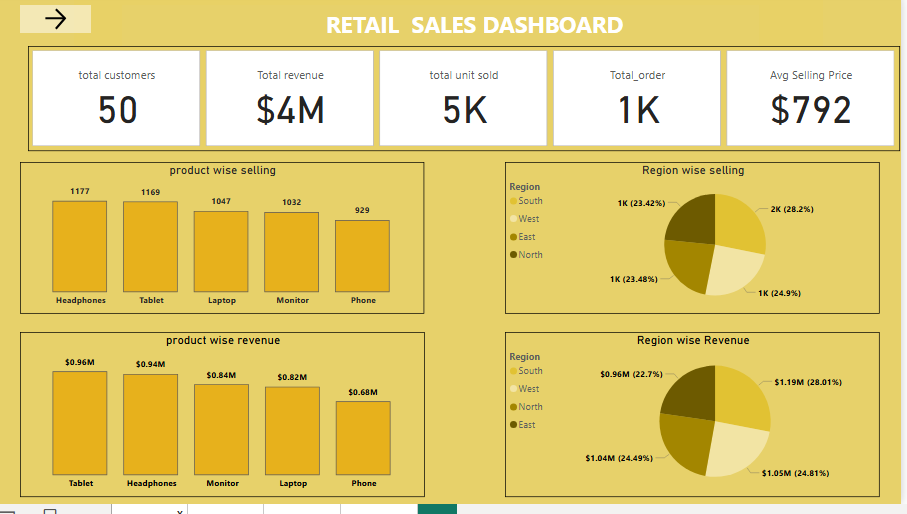 RETAIL SALES DASHBOARD
total customers
50
Total revenue
$4M
total unit sold
5K
Total_order
1K
Avg Selling Price
$792
product wise selling
1177
1169
1047
1032
929
Headphones
Tablet
Laptop
Monitor
Phone
Region wise selling
Region
South
West
East
North
1K (23.42%)
2K (28.2%)
1K (23.48%)
1K (24.9%)
product wise revenue
$0.96M
$0.94M
$0.84M
$0.82M
$0.68M
Tablet
Headphones
Monitor
Laptop
Phone
Region wise Revenue
Region
South
West
North
East
$0.96M (22.7%)
$1.19M (28.01%)
$1.04M (24.49%)
$1.05M (24.81%)
x